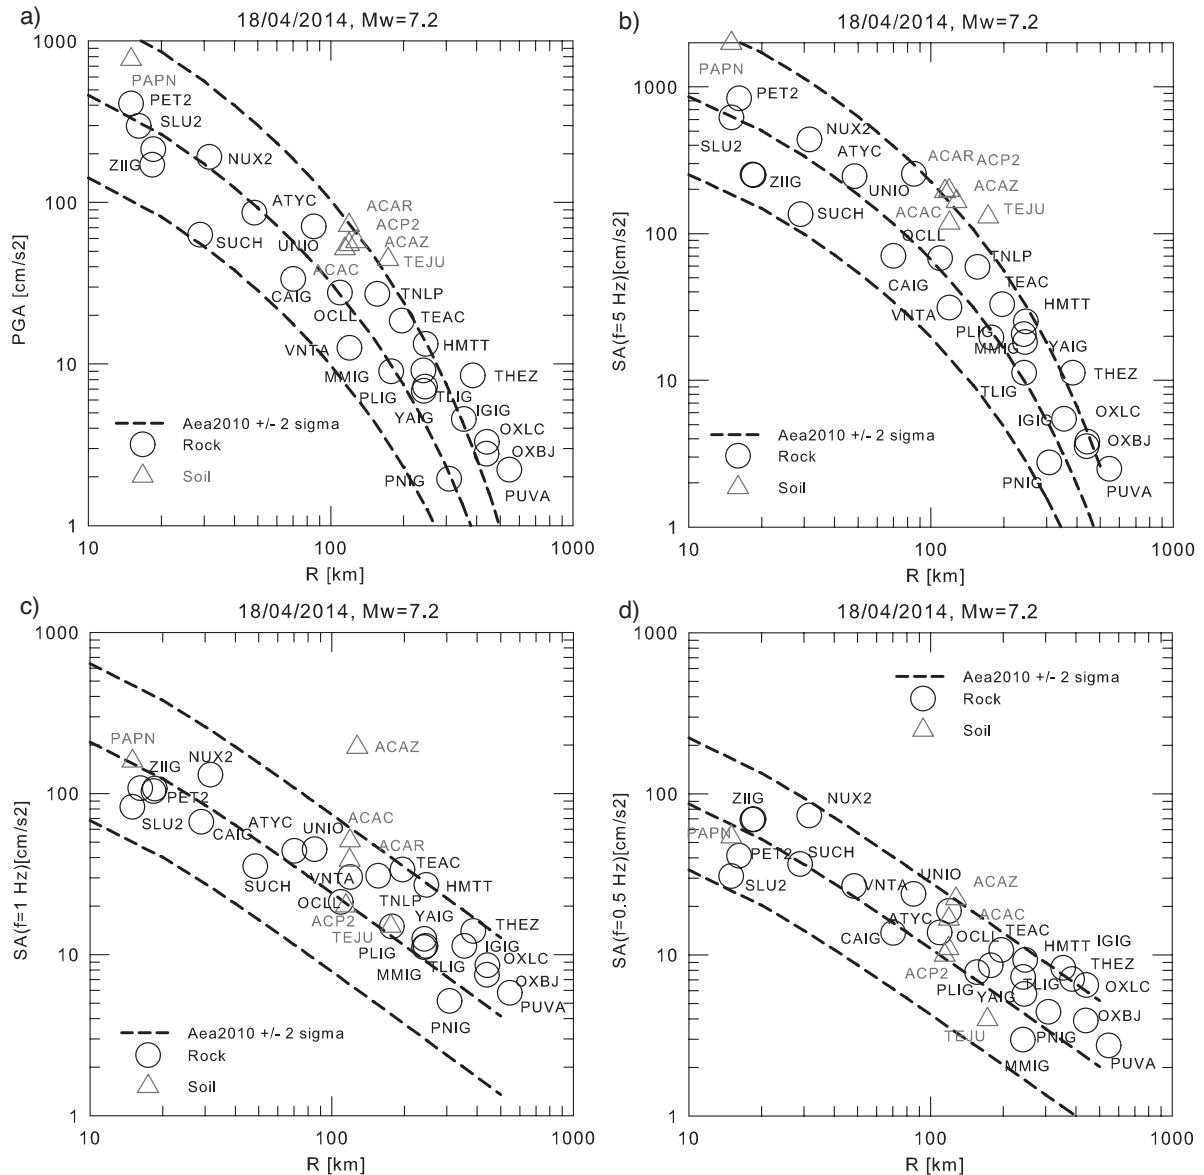 a)
18/04/2014, Mw=7.2
1000
100
10
1
10
100
1000
PGA [cm/s2]
R [km]
PAPN
PET2
SLU2
ZIIG
NUX2
ATYC
ACAR
ACP2
SUCH
UNIO
ACAZ
ACAC
TEJU
CAIG
TNLP
OCLL
TEAC
VNTA
HMTT
MMIG
THEZ
PLIG
TLIG
YAIG
IGIG
OXLC
OXBJ
PNIG
PUVA
Aea2010 +/- 2 sigma
Rock
Soil
b)
18/04/2014, Mw=7.2
1000
100
10
1
10
100
1000
SA(f=5 Hz)[cm/s2]
R [km]
PAPN
PET2
NUX2
SLU2
ATYC
ACAR
ACP2
ZIIG
UNIO
ACAZ
SUCH
ACAC
TEJU
OCLL
TNLP
CAIG
TEAC
VNTA
HMTT
PLIG
MMIG
YAIG
TLIG
THEZ
IGIG
OXLC
OXBJ
PNIG
PUVA
Aea2010 +/- 2 sigma
Rock
Soil
c)
18/04/2014, Mw=7.2
1000
100
10
1
10
100
1000
SA(f=1 Hz)[cm/s2]
R [km]
PAPN
ACAZ
NUX2
ZIIG
PET2
SLU2
CAIG
ATYC
UNIO
ACAC
ACAR
SUCH
VNTA
TEAC
HMTT
OCLL
TNLP
ACP2
YAIG
THEZ
TEJU
PLIG
IGIG
TLIG
OXLC
MMIG
OXBJ
PUVA
PNIG
Aea2010 +/- 2 sigma
Rock
Soil
d)
18/04/2014, Mw=7.2
1000
100
10
1
10
100
1000
SA(f=0.5 Hz)[cm/s2]
R [km]
Aea2010 +/- 2 sigma
Rock
Soil
ZIIG
NUX2
PAPN
PET2
SUCH
SLU2
VNTA
UNIO
ACAZ
ATYC
ACAC
CAIG
OCLL
TEAC
HMTT
IGIG
ACP2
THEZ
PLIG
TLIG
OXLC
YAIG
OXBJ
TEJU
PNIG
MMIG
PUVA